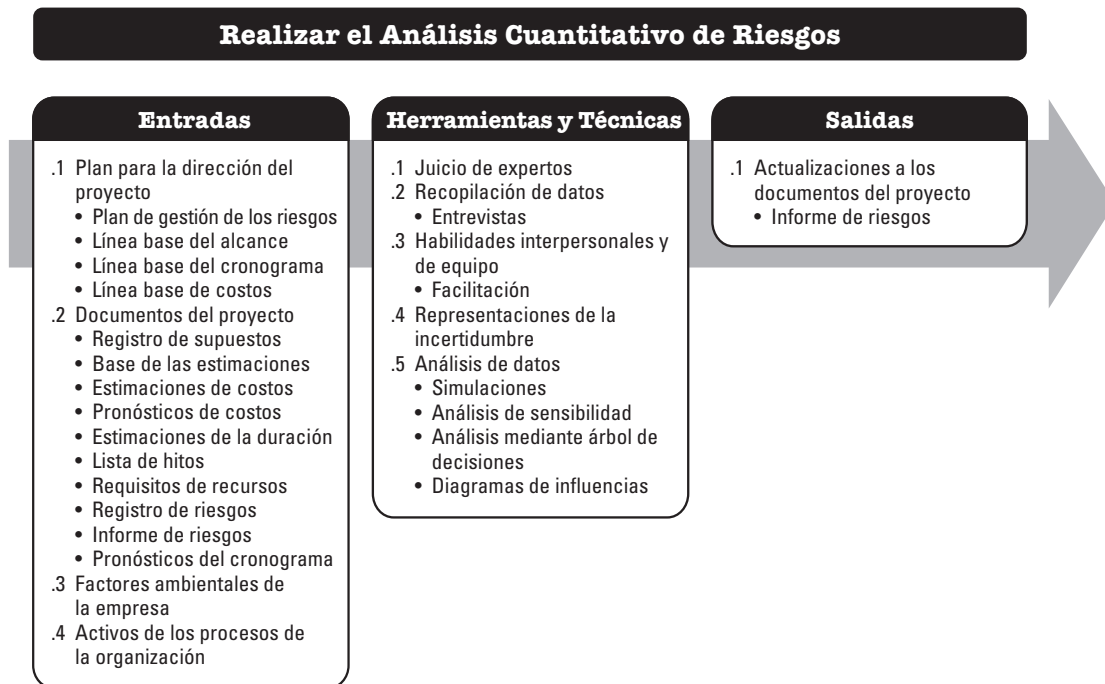 Realizar el Análisis Cuantitativo de Riesgos
Entradas
.1 Plan para la dirección del
proyecto
• Plan de gestión de los riesgos
• Línea base del alcance
• Línea base del cronograma
• Línea base de costos
.2 Documentos del proyecto
• Registro de supuestos
• Base de las estimaciones
• Estimaciones de costos
• Pronósticos de costos
• Estimaciones de la duración
• Lista de hitos
• Requisitos de recursos
• Registro de riesgos
• Informe de riesgos
• Pronósticos del cronograma
.3 Factores ambientales de
la empresa
.4 Activos de los procesos de
la organización
Herramientas y Técnicas
.1 Juicio de expertos
.2 Recopilación de datos
• Entrevistas
.3 Habilidades interpersonales y
de equipo
• Facilitación
.4 Representaciones de la
incertidumbre
.5 Análisis de datos
• Simulaciones
• Análisis de sensibilidad
• Análisis mediante árbol de
decisiones
• Diagramas de influencias
Salidas
.1 Actualizaciones a los
documentos del proyecto
• Informe de riesgos